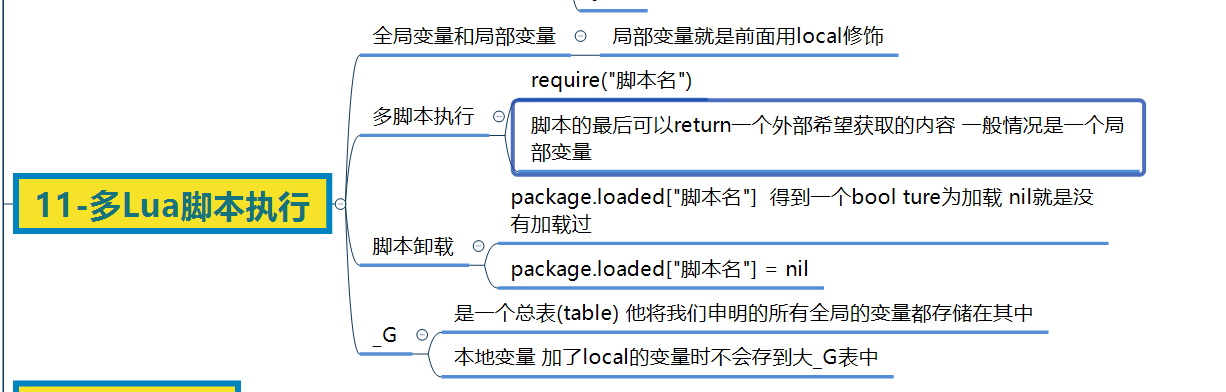 全局变量和局部变量
局部变量就是前面用local修饰
require("脚本名")
多脚本执行
脚本的最后可以return一个外部希望获取的内容 一般情况是一个局
部变量
11-多Lua脚本执行
package.loaded["脚本名"] 得到一个bool ture为加载 nil就是没
有加载过
脚本卸载
package.loaded["脚本名"] = nil
是一个总表(table) 他将我们申明的所有全局的变量都存储在其中
_G
本地变量 加了local的变量时不会存到大_G表中